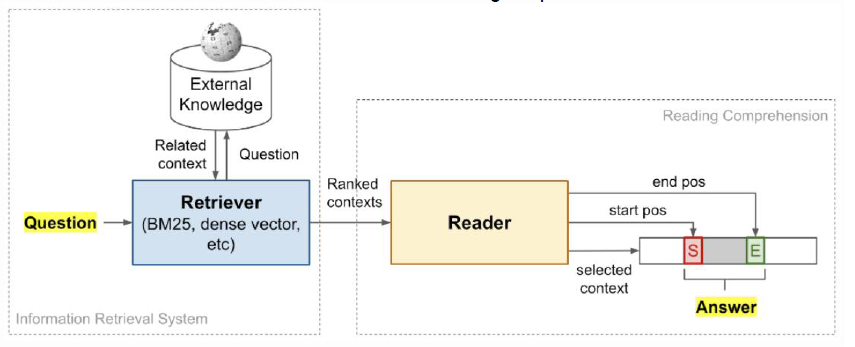 External
Knowledge
Reading Comprehension
Related
context
Question
Retriever
(BM25, dense vector,
etc)
Question
Ranked
contexts
Reader
end pos
start pos
S
E
selected
context
Answer
Information Retrieval System